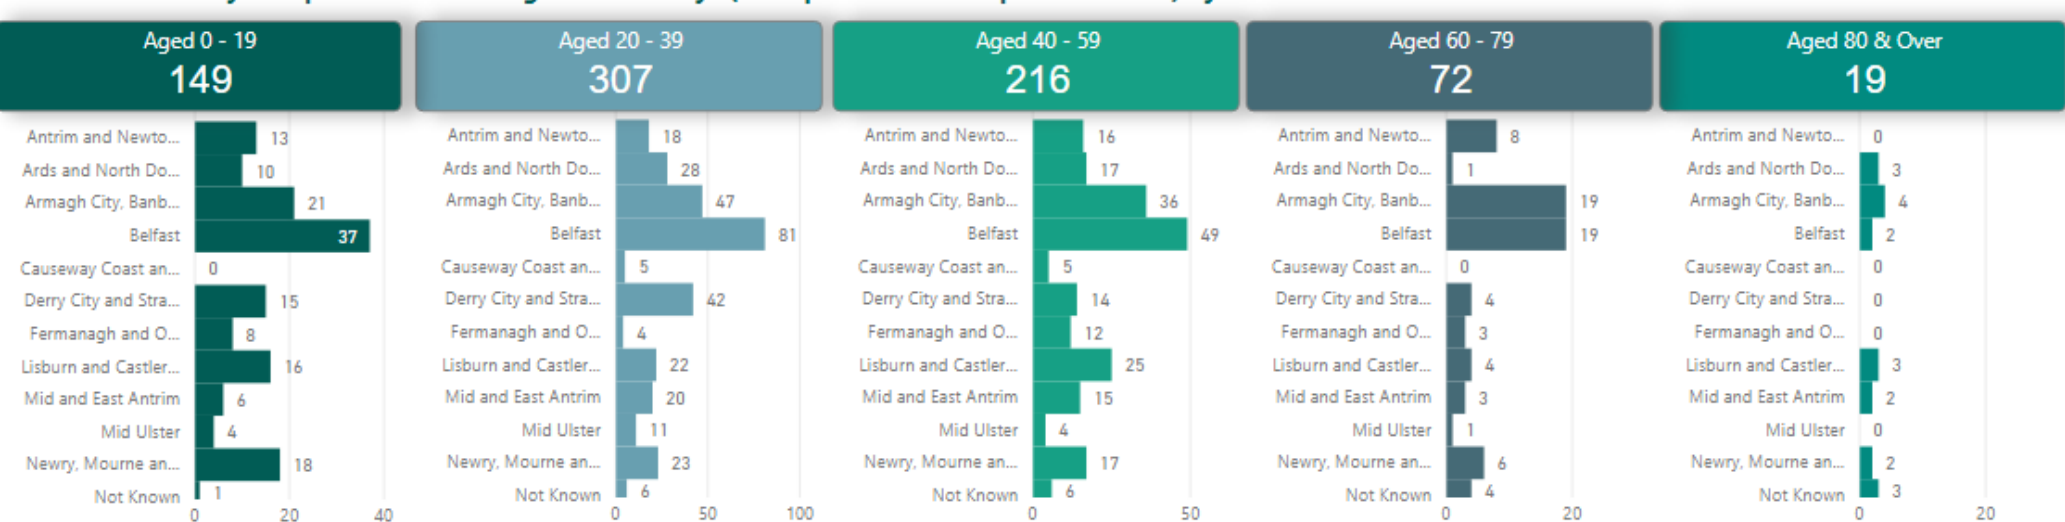 Aged 0 - 19
149
Antrim and Newto... 13
Ards and North Do... 10
Armagh City, Banb... 21
Belfast 37
Causeway Coast an... 0
Derry City and Stra... 15
Fermanagh and O... 8
Lisburn and Castler... 16
Mid and East Antrim 6
Mid Ulster 4
Newry, Mourne an... 18
Not Known 1
0 20 40
Aged 20 - 39
307
Antrim and Newto... 18
Ards and North Do... 28
Armagh City, Banb... 47
Belfast 81
Causeway Coast an... 5
Derry City and Stra... 42
Fermanagh and O... 4
Lisburn and Castler... 22
Mid and East Antrim 20
Mid Ulster 11
Newry, Mourne an... 23
Not Known 6
0 50 100
Aged 40 - 59
216
Antrim and Newto... 16
Ards and North Do... 17
Armagh City, Banb... 36
Belfast 49
Causeway Coast an... 5
Derry City and Stra... 14
Fermanagh and O... 12
Lisburn and Castler... 25
Mid and East Antrim 15
Mid Ulster 4
Newry, Mourne an... 17
Not Known 6
0 50
Aged 60 - 79
72
Antrim and Newto... 8
Ards and North Do... 1
Armagh City, Banb... 19
Belfast 19
Causeway Coast an... 0
Derry City and Stra... 4
Fermanagh and O... 3
Lisburn and Castler... 4
Mid and East Antrim 3
Mid Ulster 1
Newry, Mourne an... 6
Not Known 4
0 20
Aged 80 & Over
19
Antrim and Newto... 0
Ards and North Do... 3
Armagh City, Banb... 4
Belfast 2
Causeway Coast an... 0
Derry City and Stra... 0
Fermanagh and O... 0
Lisburn and Castler... 3
Mid and East Antrim 2
Mid Ulster 0
Newry, Mourne an... 2
Not Known 3
0 20